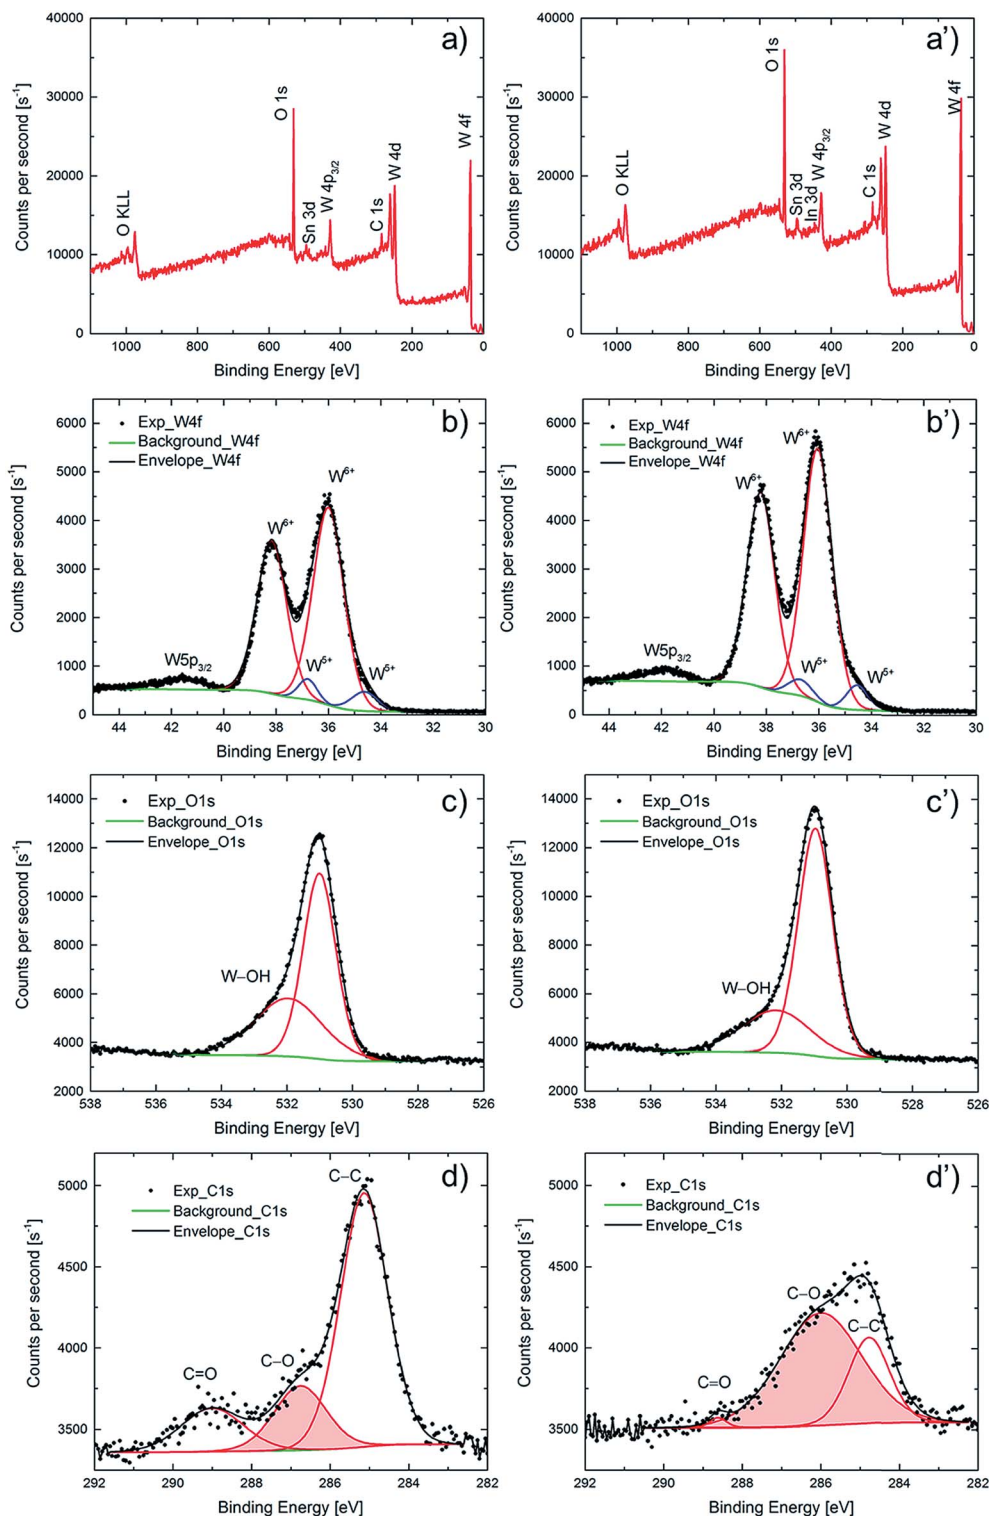 a)
40000
30000
20000
10000
0
Counts per second [s⁻¹]
O KLL
O 1s
Sn 3d
W 4p3/2
C 1s
W 4d
W 4f
1000 800 600 400 200 0
Binding Energy [eV]
a')
40000
30000
20000
10000
0
Counts per second [s⁻¹]
O KLL
O 1s
Sn 3d
In 3d
W 4p3/2
C 1s
W 4d
W 4f
1000 800 600 400 200 0
Binding Energy [eV]
b)
6000
5000
4000
3000
2000
1000
0
Counts per second [s⁻¹]
Exp_W4f
Background_W4f
Envelope_W4f
W⁶⁺
W⁶⁺
W5p3/2
W⁵⁺
W⁵⁺
44 42 40 38 36 34 32 30
Binding Energy [eV]
b')
6000
5000
4000
3000
2000
1000
0
Counts per second [s⁻¹]
Exp_W4f
Background_W4f
Envelope_W4f
W⁶⁺
W⁶⁺
W5p3/2
W⁵⁺
W⁵⁺
44 42 40 38 36 34 32 30
Binding Energy [eV]
c)
14000
12000
10000
8000
6000
4000
2000
Counts per second [s⁻¹]
Exp_O1s
Background_O1s
Envelope_O1s
W–OH
538 536 534 532 530 528 526
Binding Energy [eV]
c')
14000
12000
10000
8000
6000
4000
2000
Counts per second [s⁻¹]
Exp_O1s
Background_O1s
Envelope_O1s
W–OH
538 536 534 532 530 528 526
Binding Energy [eV]
d)
5000
4500
4000
3500
Counts per second [s⁻¹]
C–C
Exp_C1s
Background_C1s
Envelope_C1s
C=O
C–O
292 290 288 286 284 282
Binding Energy [eV]
d')
5000
4500
4000
3500
Counts per second [s⁻¹]
Exp_C1s
Background_C1s
Envelope_C1s
C–O
C–C
C=O
292 290 288 286 284 282
Binding Energy [eV]